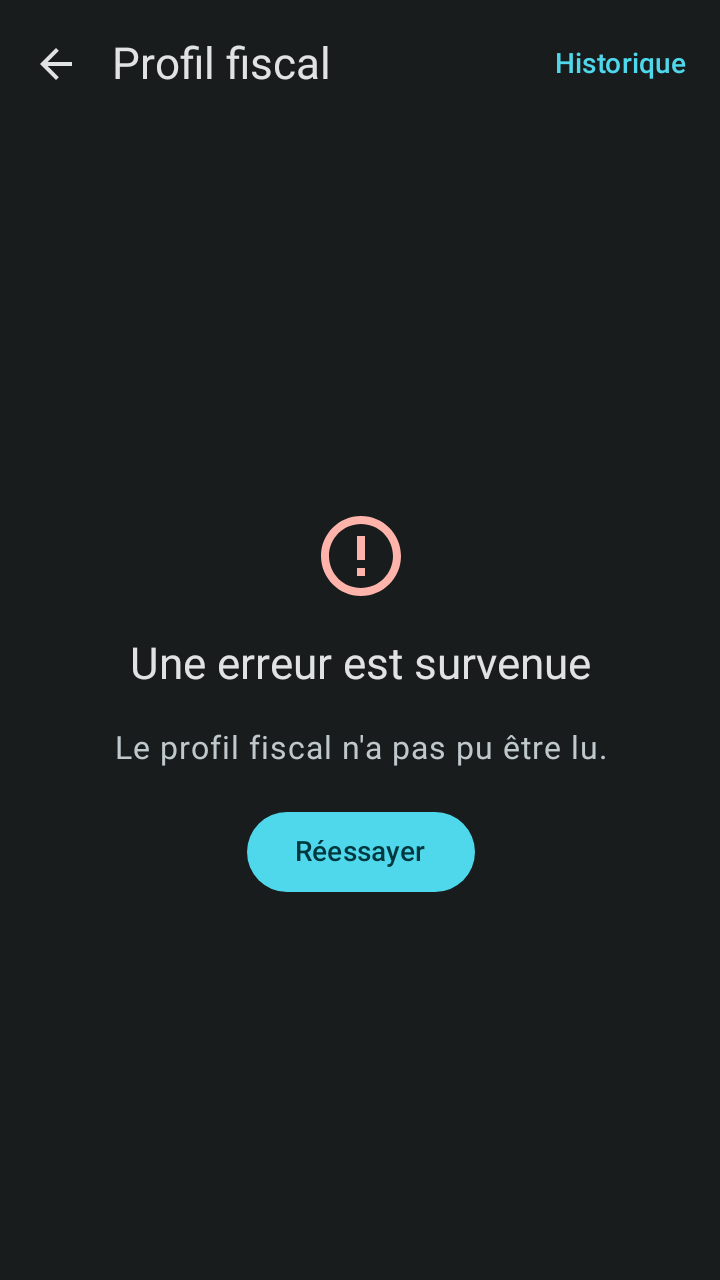 Profil fiscal
Historique
Une erreur est survenue
Le profil fiscal n'a pas pu être lu.
Réessayer